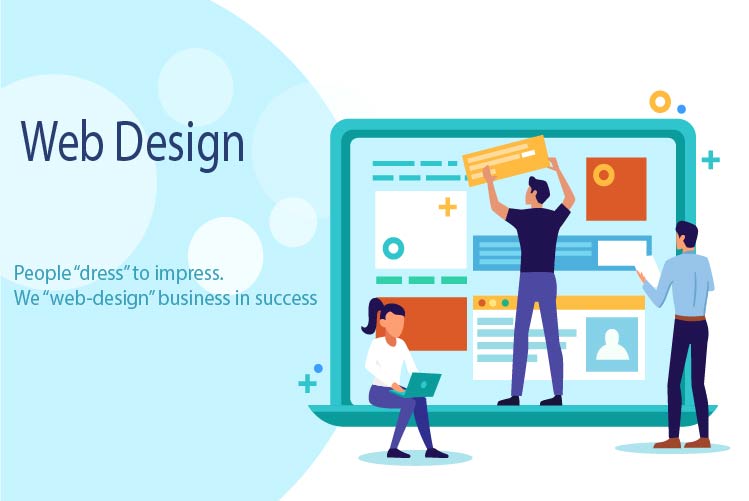 Web Design
People “dress” to impress.
We “web-design” business in success